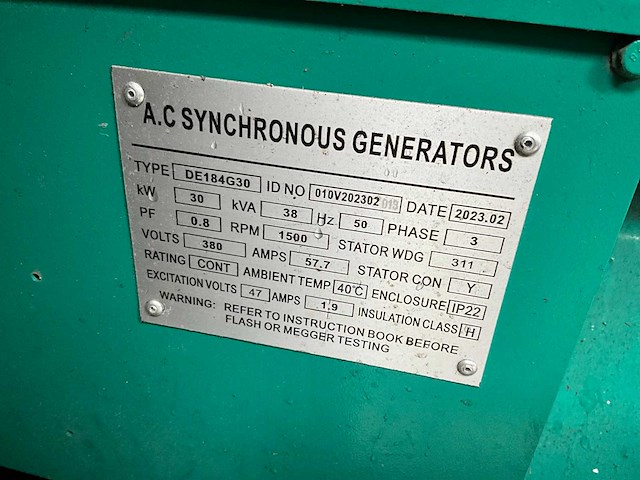 A.C SYNCHRONOUS GENERATORS
TYPE DE184G30 ID NO 010V202302 013 DATE 2023.02
kW 30 kVA 38 Hz 50 PHASE 3
PF 0.8 RPM 1500 STATOR WDG 311
VOLTS 380 AMPS 57.7 STATOR CON Y
RATING CONT AMBIENT TEMP 40℃ ENCLOSURE IP22
EXCITATION VOLTS 47 AMPS 1.9 INSULATION CLASS H
WARNING: REFER TO INSTRUCTION BOOK BEFORE
FLASH OR MEGGER TESTING